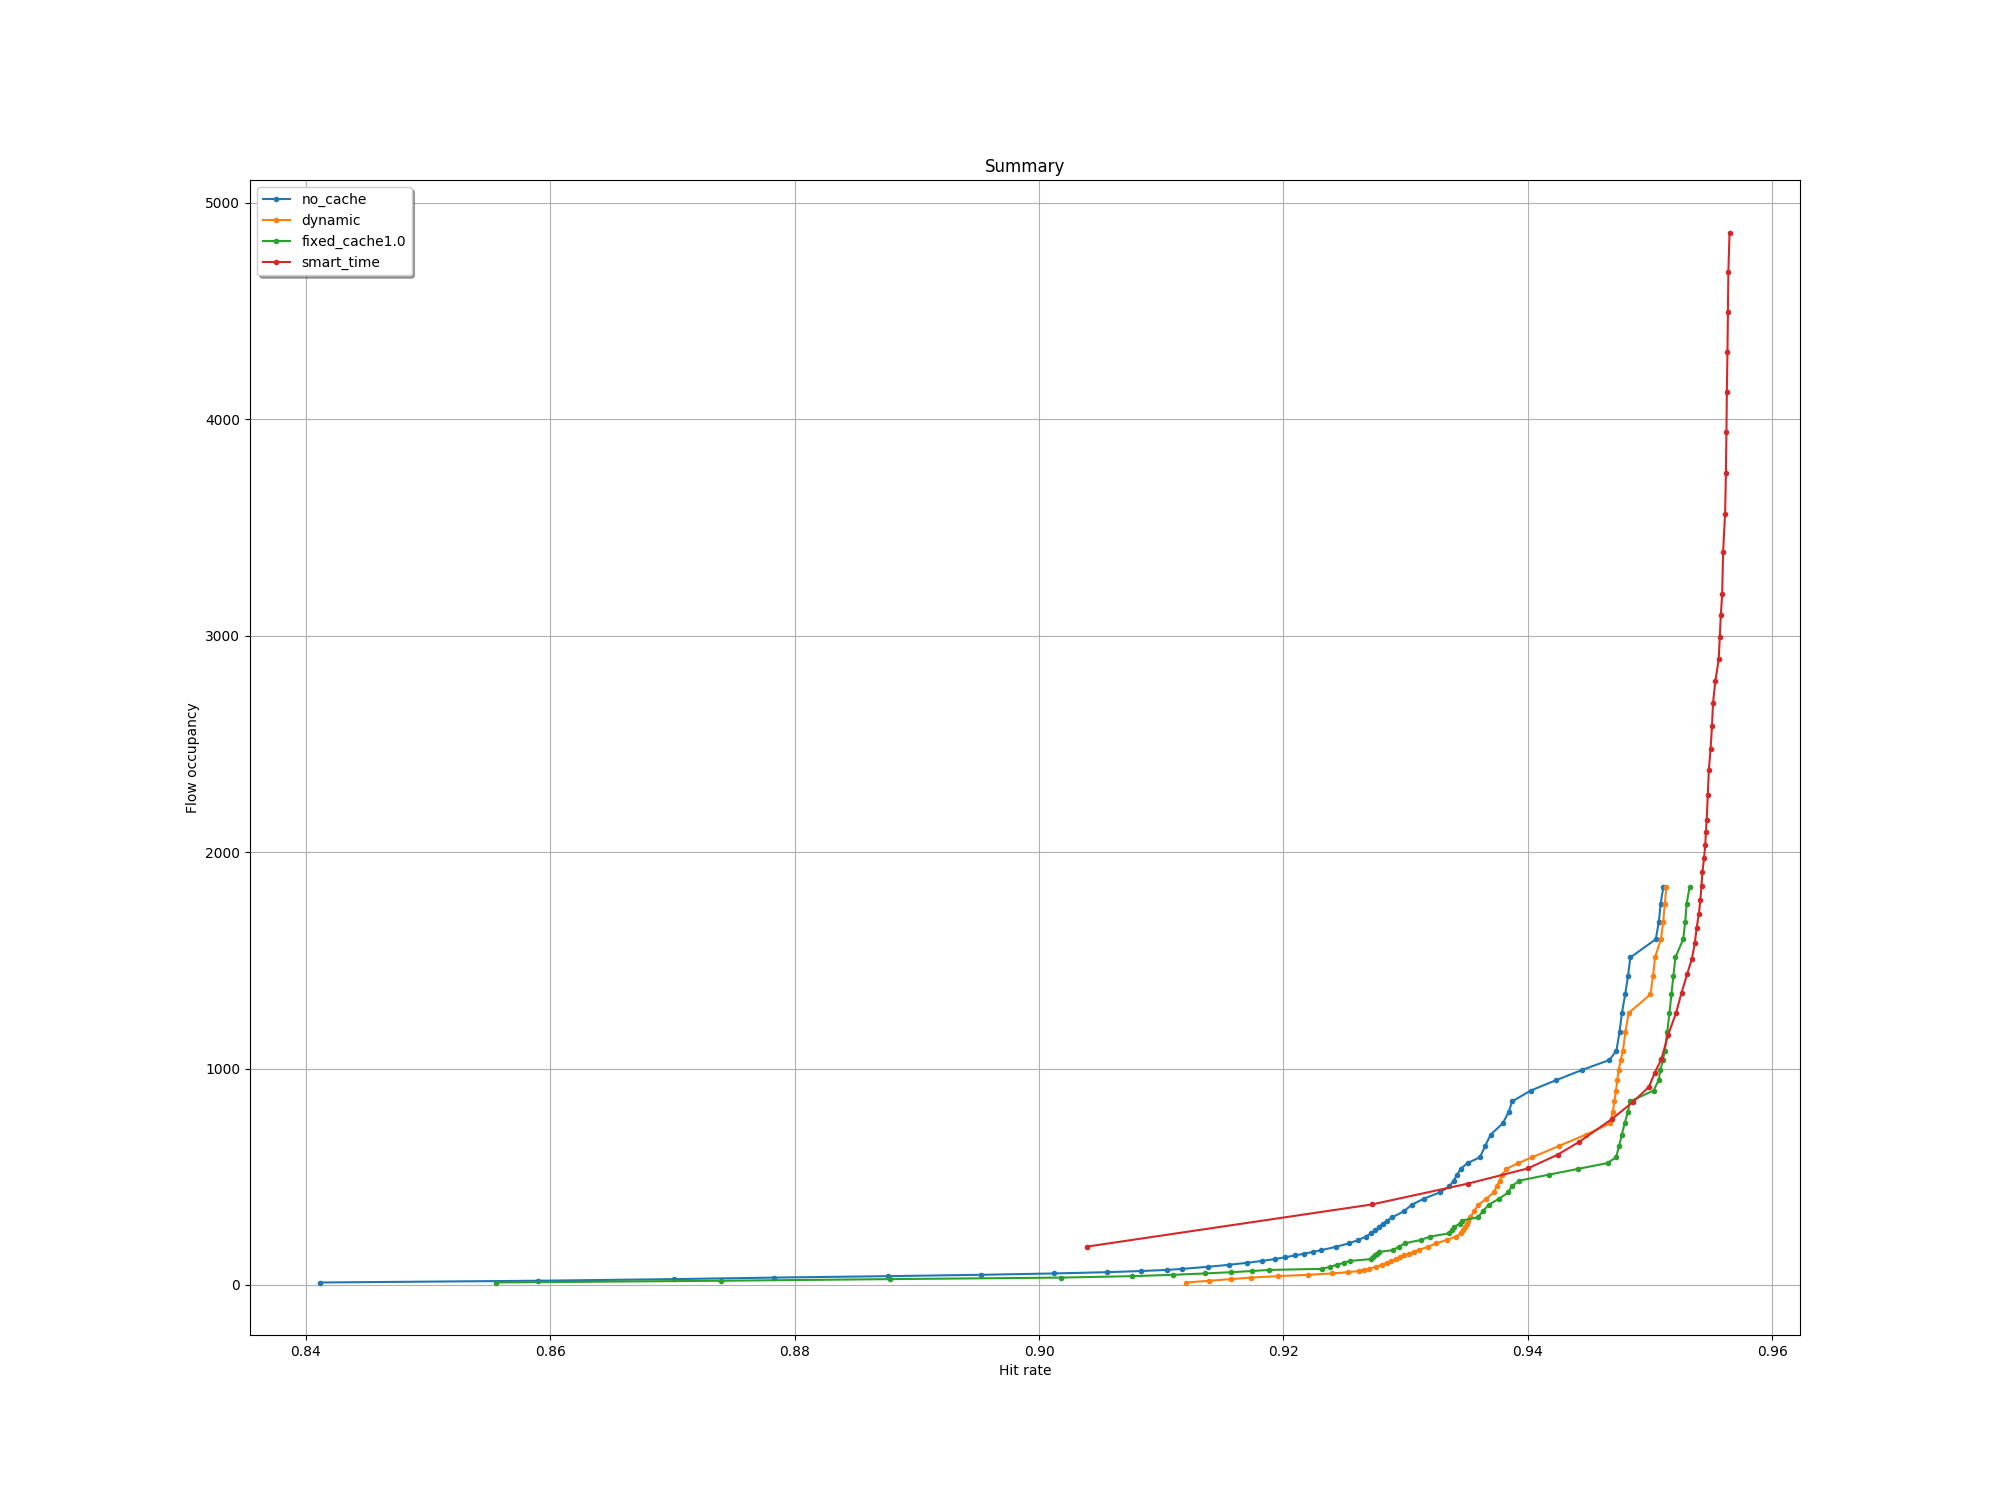 Summary
no_cache
dynamic
fixed_cache1.0
smart_time
5000
4000
3000
2000
1000
0
Flow occupancy
0.84 0.86 0.88 0.90 0.92 0.94 0.96
Hit rate